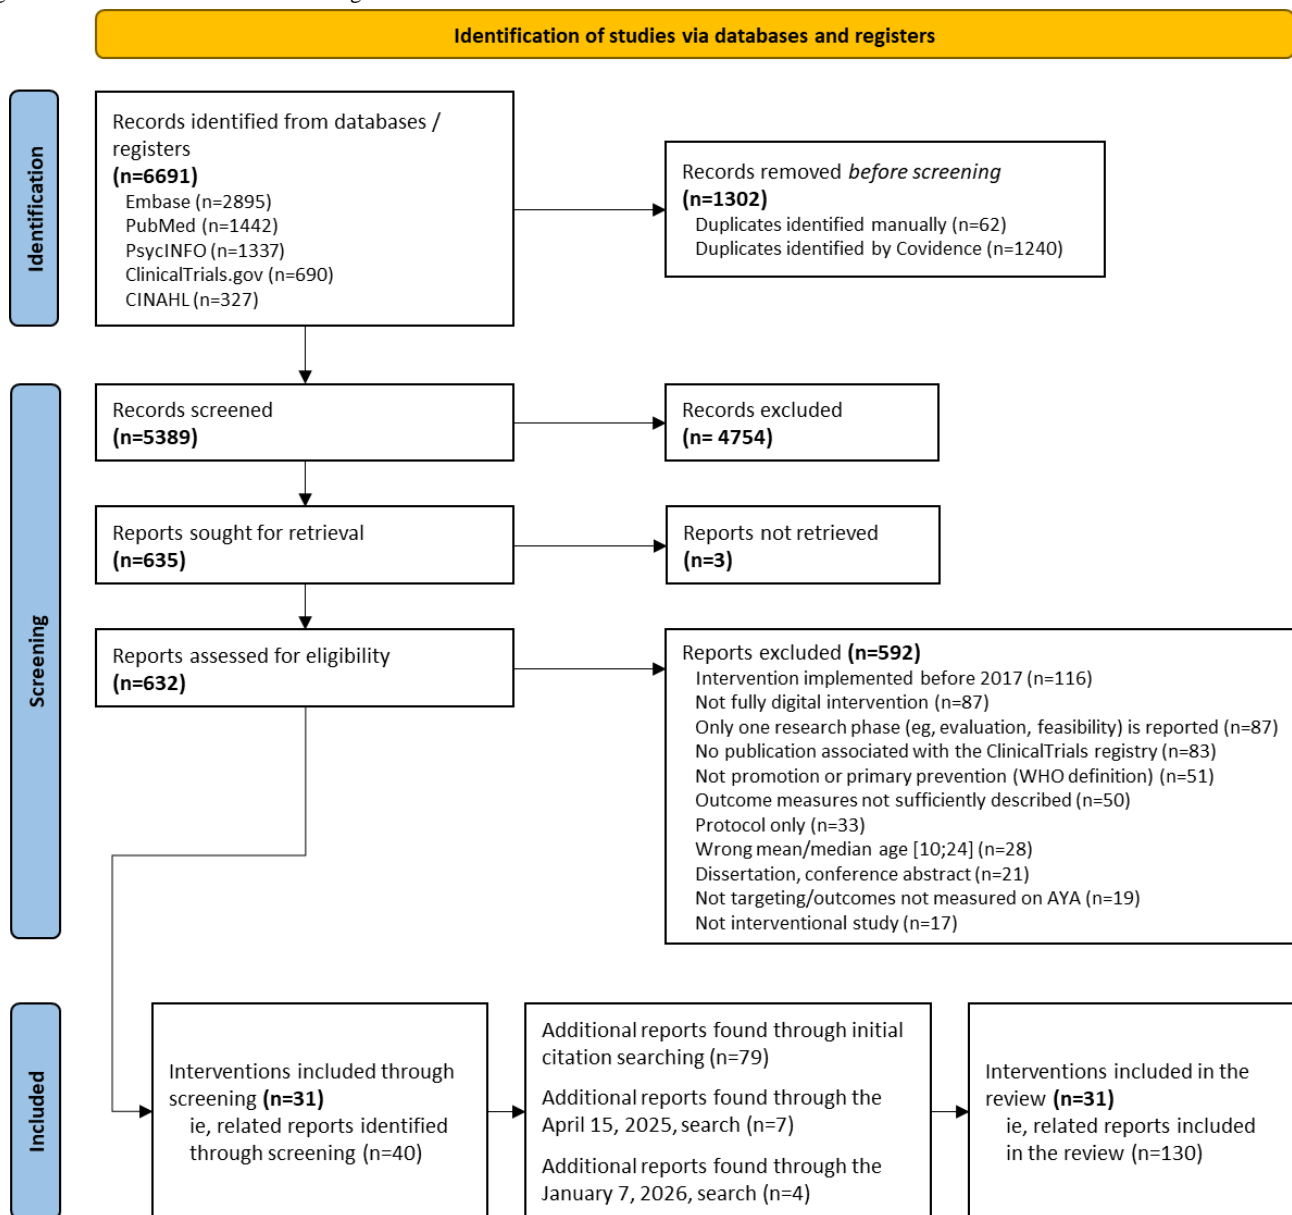 Identification of studies via databases and registers
Identification
Records identified from databases /
registers
(n=6691)
Embase (n=2895)
PubMed (n=1442)
PsycINFO (n=1337)
ClinicalTrials.gov (n=690)
CINAHL (n=327)
Records removed before screening
(n=1302)
Duplicates identified manually (n=62)
Duplicates identified by Covidence (n=1240)
Screening
Records screened
(n=5389)
Records excluded
(n= 4754)
Reports sought for retrieval
(n=635)
Reports not retrieved
(n=3)
Reports assessed for eligibility
(n=632)
Reports excluded (n=592)
Intervention implemented before 2017 (n=116)
Not fully digital intervention (n=87)
Only one research phase (eg, evaluation, feasibility) is reported (n=87)
No publication associated with the ClinicalTrials registry (n=83)
Not promotion or primary prevention (WHO definition) (n=51)
Outcome measures not sufficiently described (n=50)
Protocol only (n=33)
Wrong mean/median age [10;24] (n=28)
Dissertation, conference abstract (n=21)
Not targeting/outcomes not measured on AYA (n=19)
Not interventional study (n=17)
Included
Interventions included through
screening (n=31)
ie, related reports identified
through screening (n=40)
Additional reports found through initial
citation searching (n=79)
Additional reports found through the
April 15, 2025, search (n=7)
Additional reports found through the
January 7, 2026, search (n=4)
Interventions included in the
review (n=31)
ie, related reports included
in the review (n=130)